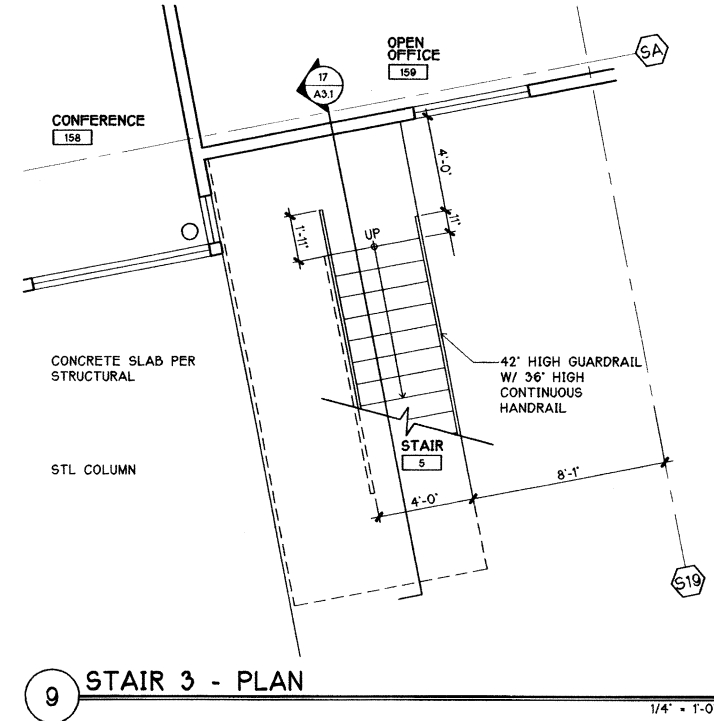 OPEN
OFFICE
159
SA
17
A3.1
CONFERENCE
158
4'-0"
1'-11"
11"
UP
CONCRETE SLAB PER
STRUCTURAL
42" HIGH GUARDRAIL
W/ 36" HIGH
CONTINUOUS
HANDRAIL
STAIR
5
STL COLUMN
4'-0"
8'-1"
S19
9
STAIR 3 - PLAN
1/4" = 1'-0